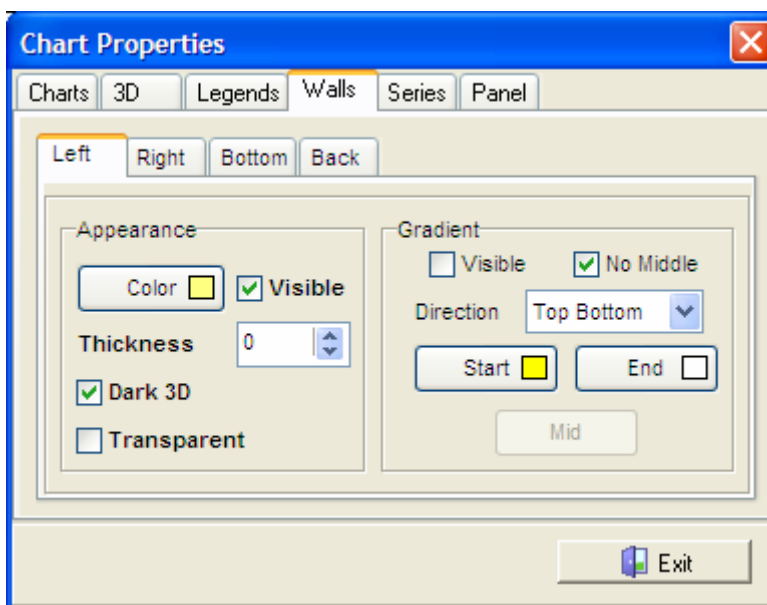 Chart Properties
Charts 3D Legends Walls Series Panel
Left Right Bottom Back
Appearance
Color Visible
Thickness 0
Dark 3D
Transparent
Gradient
Visible No Middle
Direction Top Bottom
Start End
Mid
Exit